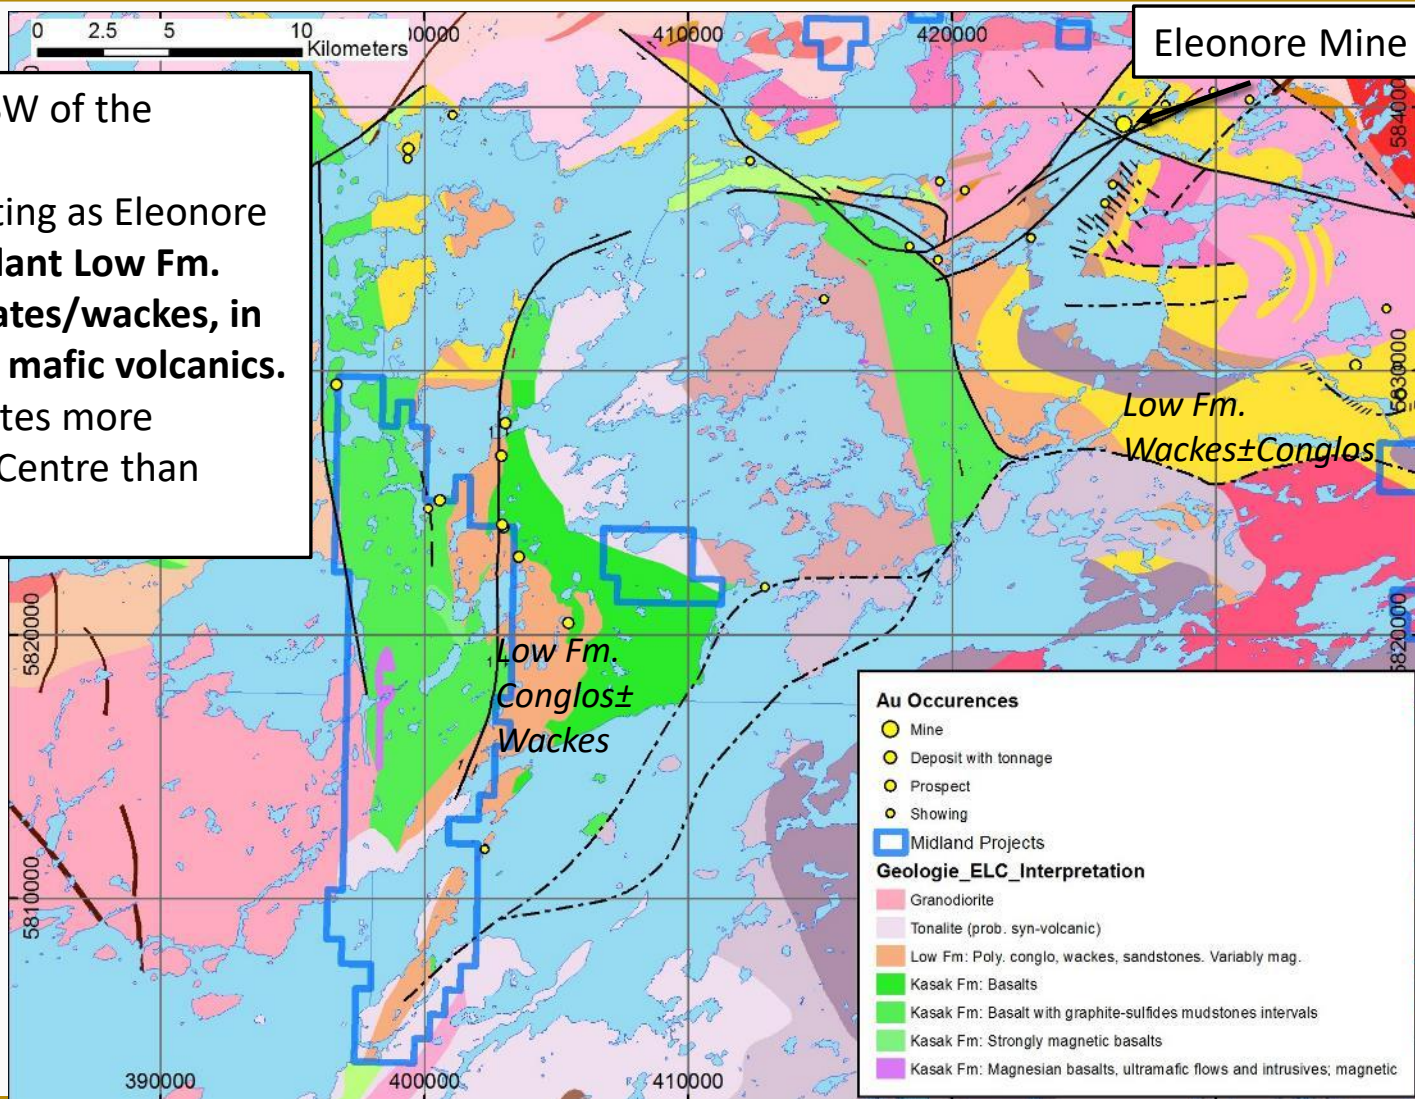 0 2.5 5 10
Kilometers
00000
410000
420000
Eleonore Mine
SW of the
ting as Eleonore
dant Low Fm.
ates/wackes, in
mafic volcanics.
tes more
Centre than
5840000
5830000
Low Fm.
Wackes±Conglos
5820000
5820000
Low Fm.
Conglos±
Wackes
5810000
390000
400000
410000
Au Occurences
Mine
Deposit with tonnage
Prospect
Showing
Midland Projects
Geologie_ELC_Interpretation
Granodiorite
Tonalite (prob. syn-volcanic)
Low Fm: Poly. conglo, wackes, sandstones. Variably mag.
Kasak Fm: Basalts
Kasak Fm: Basalt with graphite-sulfides mudstones intervals
Kasak Fm: Strongly magnetic basalts
Kasak Fm: Magnesian basalts, ultramafic flows and intrusives; magnetic